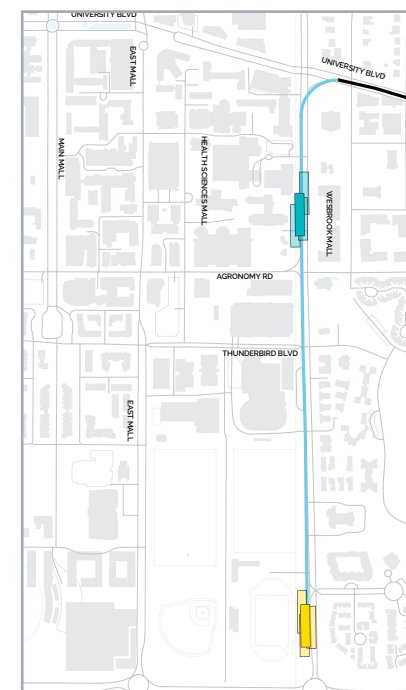 UNIVERSITY BLVD
EAST MALL
UNIVERSITY BLVD
MAIN MALL
HEALTH SCIENCES MALL
WESBROOK MALL
AGRONOMY RD
THUNDERBIRD BLVD
EAST MALL